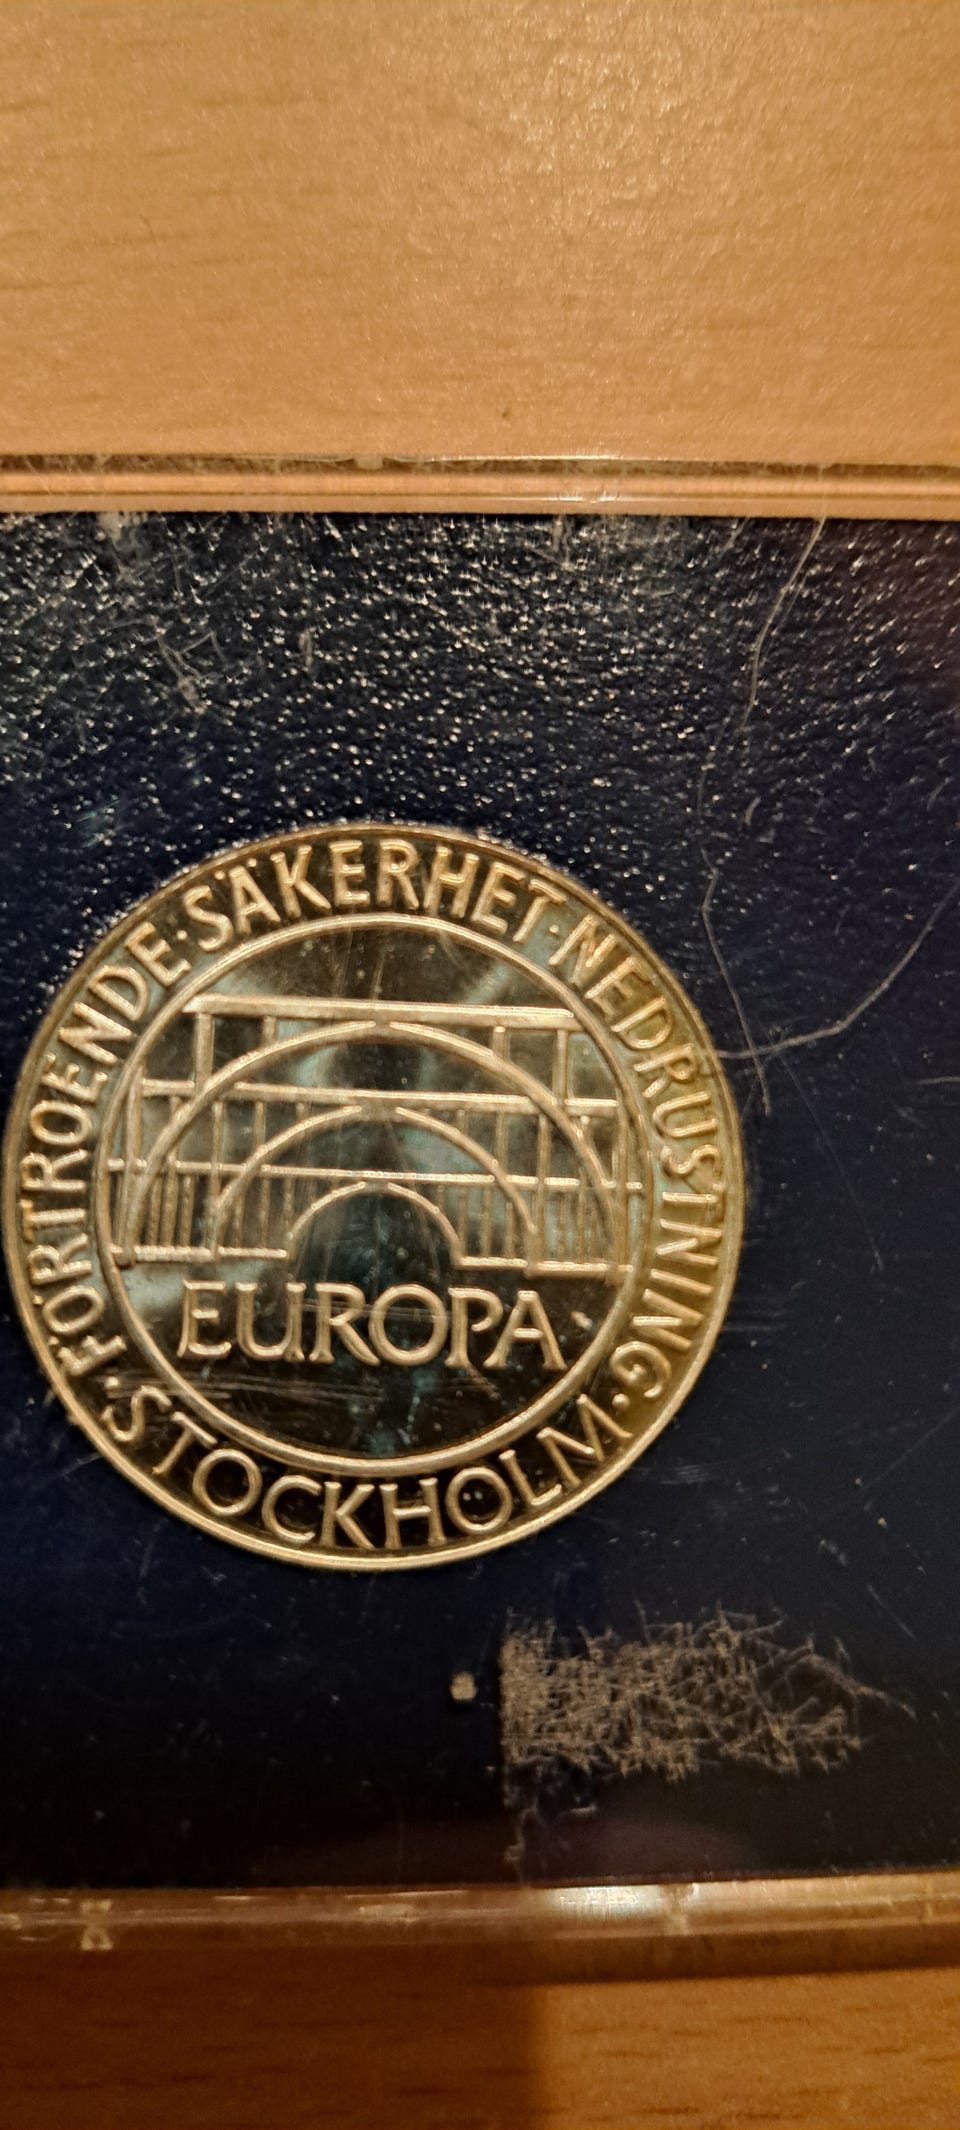 FÖRTROENDE · SÄKERHET · NEDRUSTNING ·
EUROPA
STOCKHOLM ·